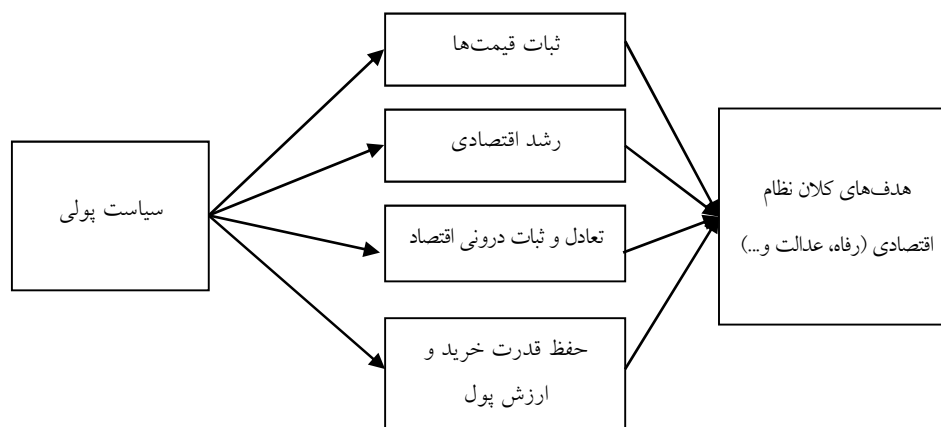 سیاست پولی
ثبات قیمت‌ها
رشد اقتصادی
تعادل و ثبات درونی اقتصاد
حفظ قدرت خرید و
ارزش پول
هدف‌های کلان نظام
اقتصادی (رفاه، عدالت و...)